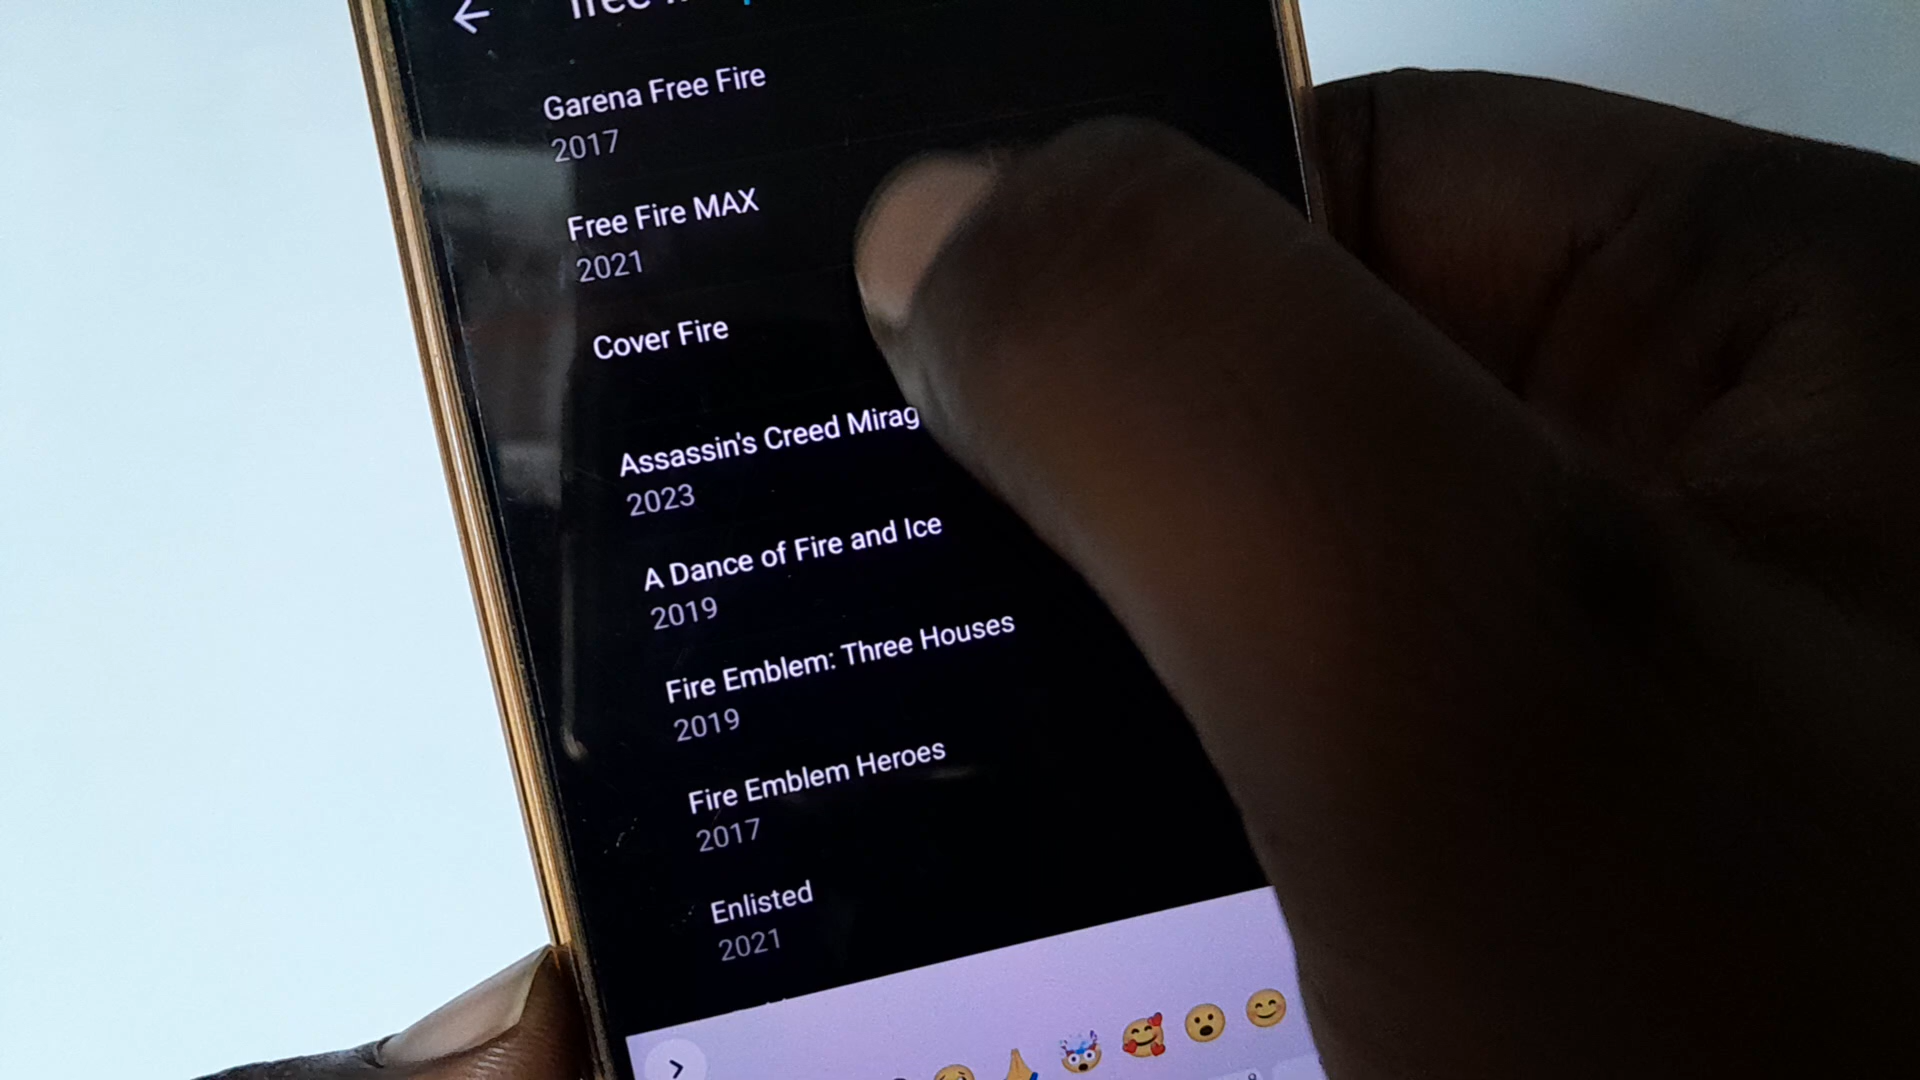 free
Garena Free Fire
2017
Free Fire MAX
2021
Cover Fire
Assassin's Creed Mirag
2023
A Dance of Fire and Ice
2019
Fire Emblem: Three Houses
2019
Fire Emblem Heroes
2017
Enlisted
2021